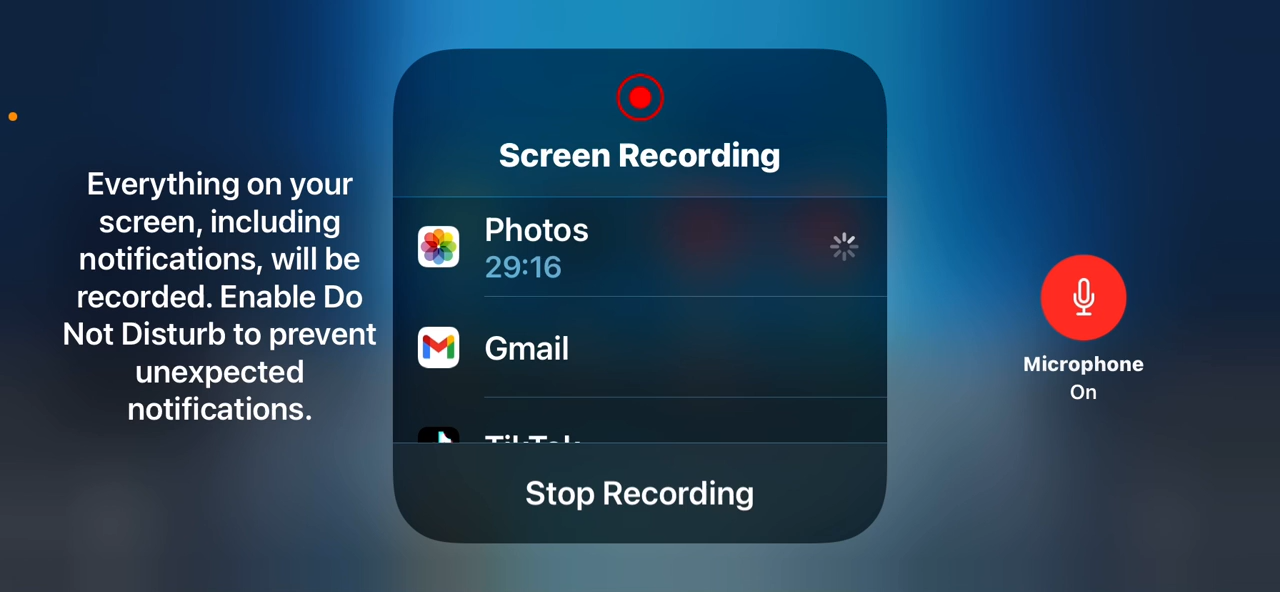 Everything on your
screen, including
notifications, will be
recorded. Enable Do
Not Disturb to prevent
unexpected
notifications.
Screen Recording
Photos
29:16
Gmail
TikTok
Stop Recording
Microphone
On